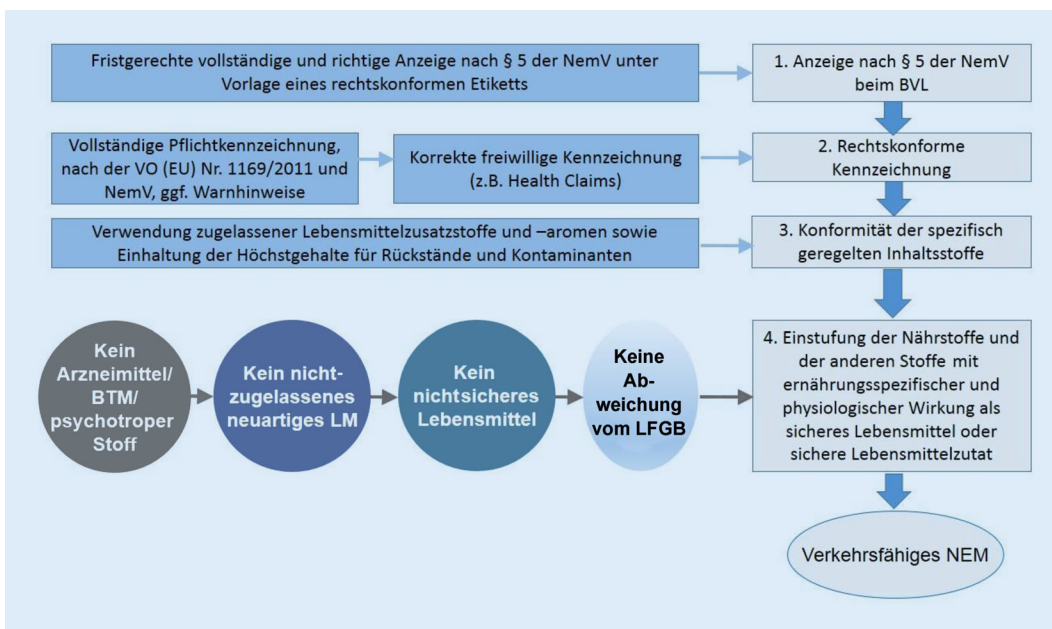 Fristgerechte vollständige und richtige Anzeige nach § 5 der NemV unter
Vorlage eines rechtskonformen Etiketts
1. Anzeige nach § 5 der NemV
beim BVL
Vollständige Pflichtkennzeichnung,
nach der VO (EU) Nr. 1169/2011 und
NemV, ggf. Warnhinweise
Korrekte freiwillige Kennzeichnung
(z.B. Health Claims)
2. Rechtskonforme
Kennzeichnung
Verwendung zugelassener Lebensmittelzusatzstoffe und –aromen sowie
Einhaltung der Höchstgehalte für Rückstände und Kontaminanten
3. Konformität der spezifisch
geregelten Inhaltsstoffe
Kein
Arzneimittel/
BTM/
psychotroper
Stoff
Kein nicht-
zugelassenes
neuartiges LM
Kein
nichtsicheres
Lebensmittel
Keine
Ab-
weichung
vom LFGB
4. Einstufung der Nährstoffe und
der anderen Stoffe mit
ernährungsspezifischer und
physiologischer Wirkung als
sicheres Lebensmittel oder
sichere Lebensmittelzutat
Verkehrsfähiges NEM